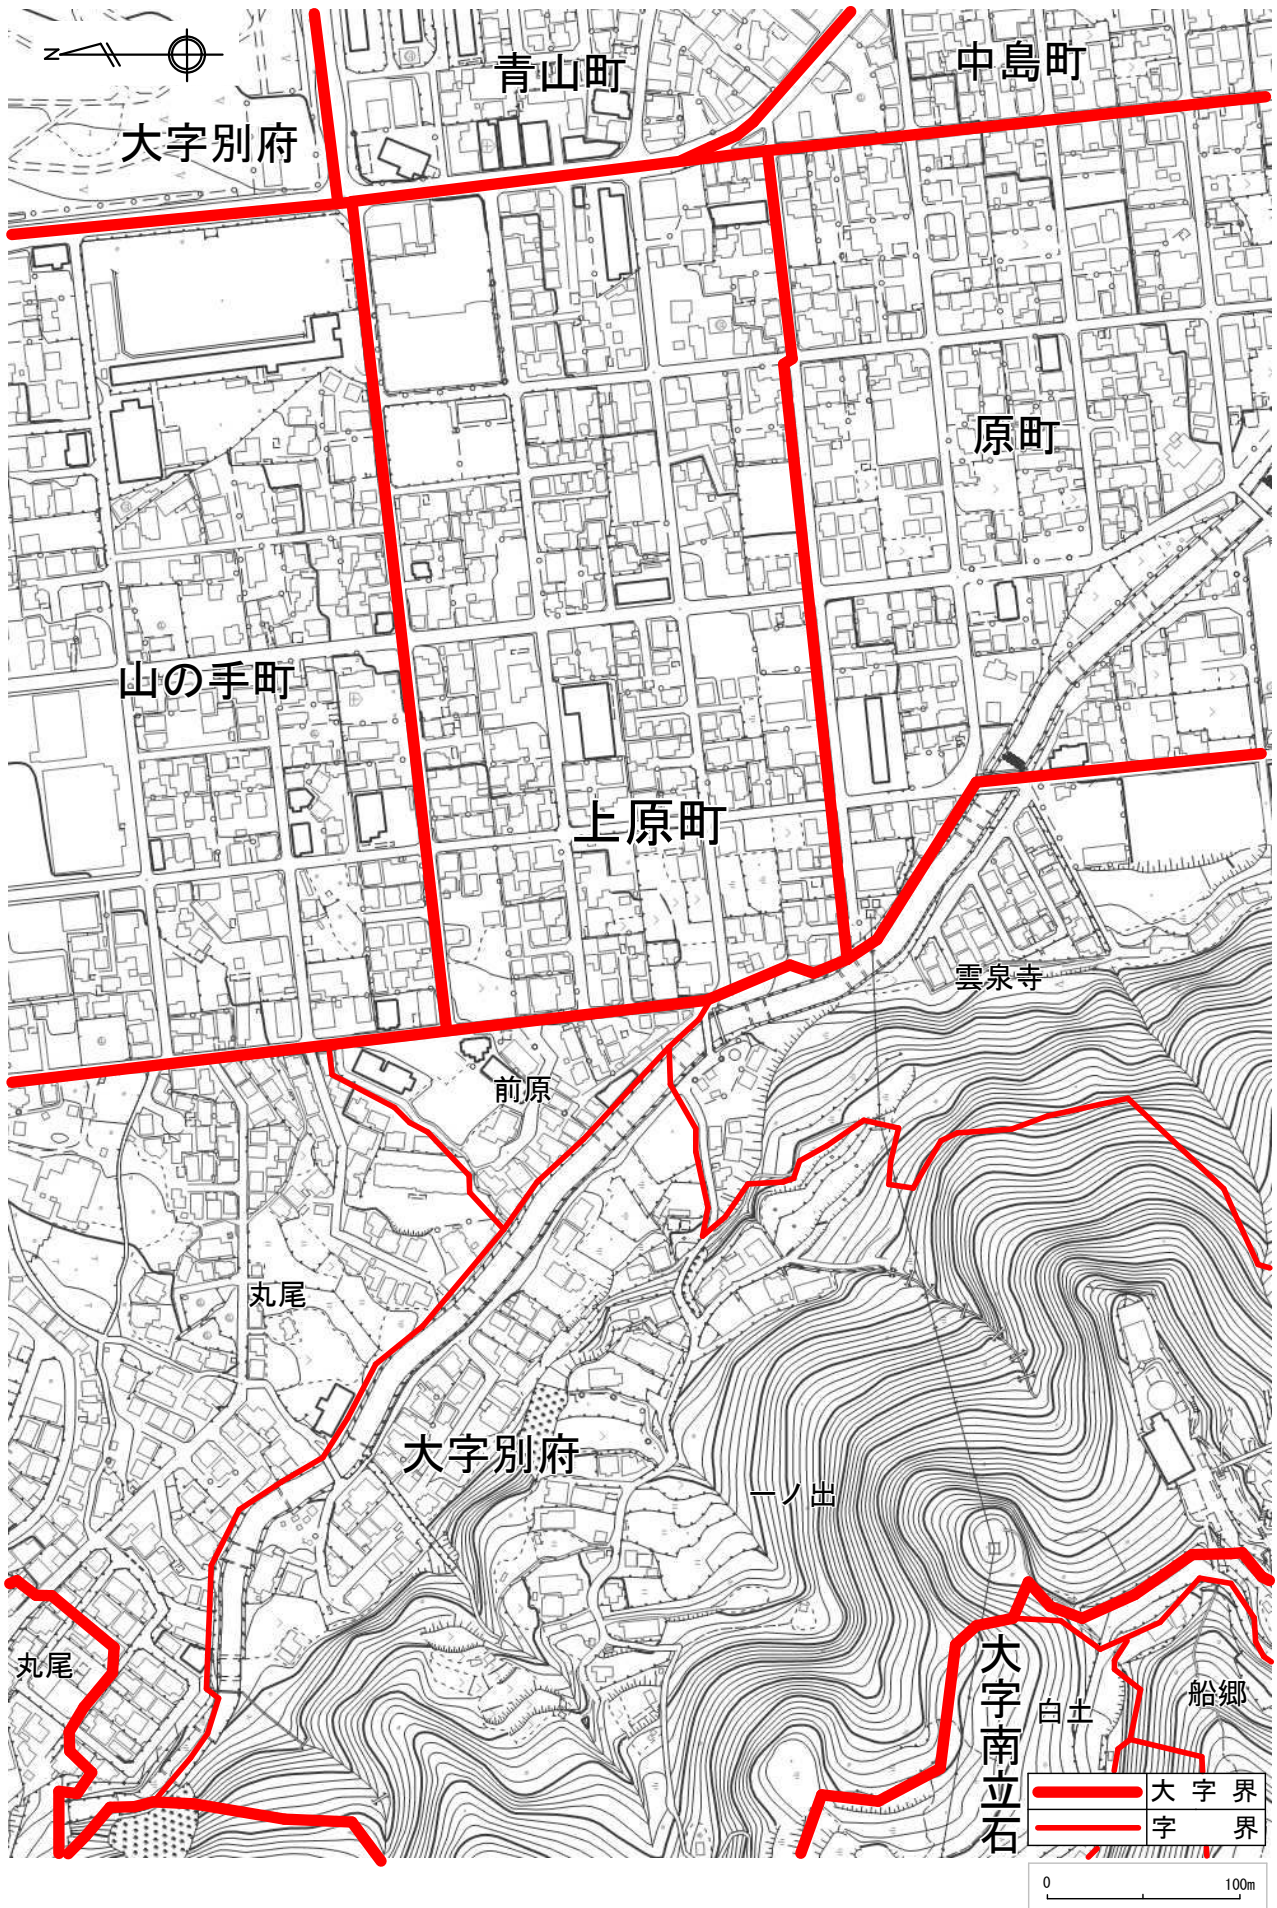 N
青山町
中島町
大字別府
原町
山の手町
上原町
雲泉寺
前原
丸尾
大字別府
一ノ出
丸尾
大字南立石
白土
船郷
大字界
字界
0 100m